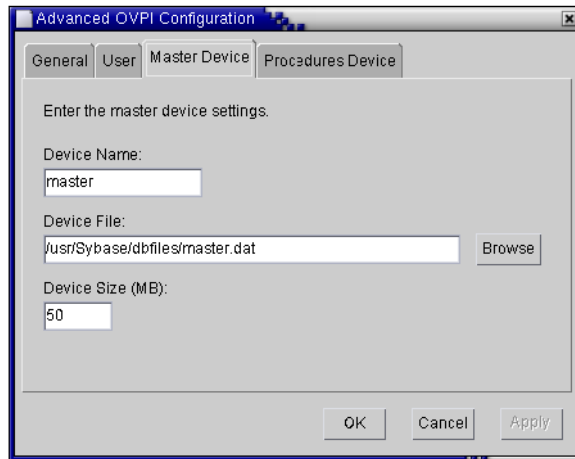 Advanced OVPI Configuration
General User Master Device Procedures Device
Enter the master device settings.
Device Name:
master
Device File:
/usr/Sybase/dbfiles/master.dat Browse
Device Size (MB):
50
OK Cancel Apply